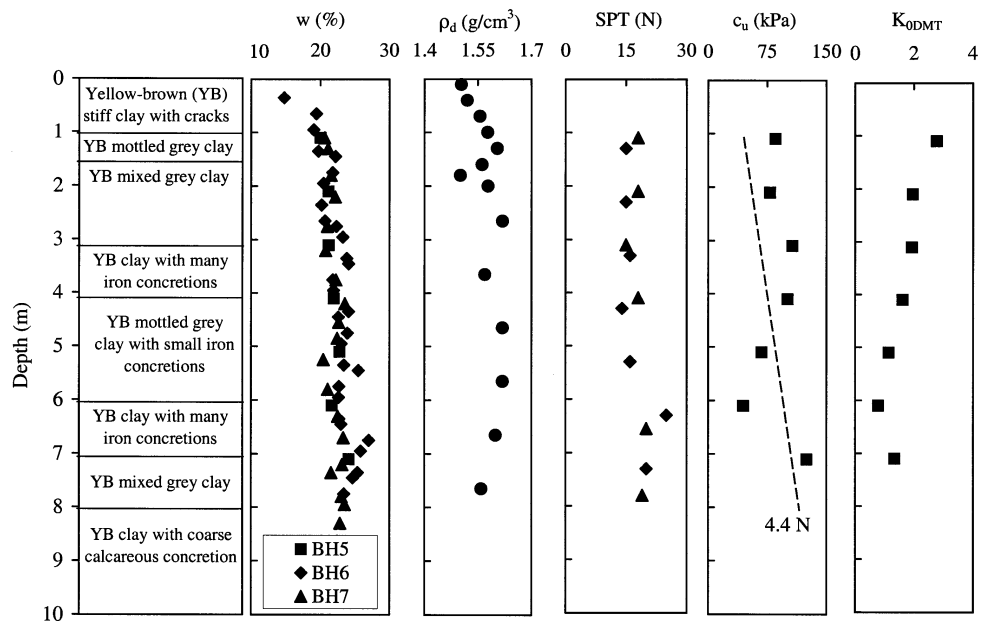 w (%)
ρd (g/cm3)
SPT (N)
cu (kPa)
K0DMT
10 20 30
1.4 1.55 1.7
0 15 30
0 75 150
0 2 4
Depth (m)
0
1
2
3
4
5
6
7
8
9
10
Yellow-brown (YB)
stiff clay with cracks
YB mottled grey clay
YB mixed grey clay
YB clay with many
iron concretions
YB mottled grey
clay with small iron
concretions
YB clay with many
iron concretions
YB mixed grey clay
YB clay with coarse
calcareous concretion
BH5
BH6
BH7
4.4 N